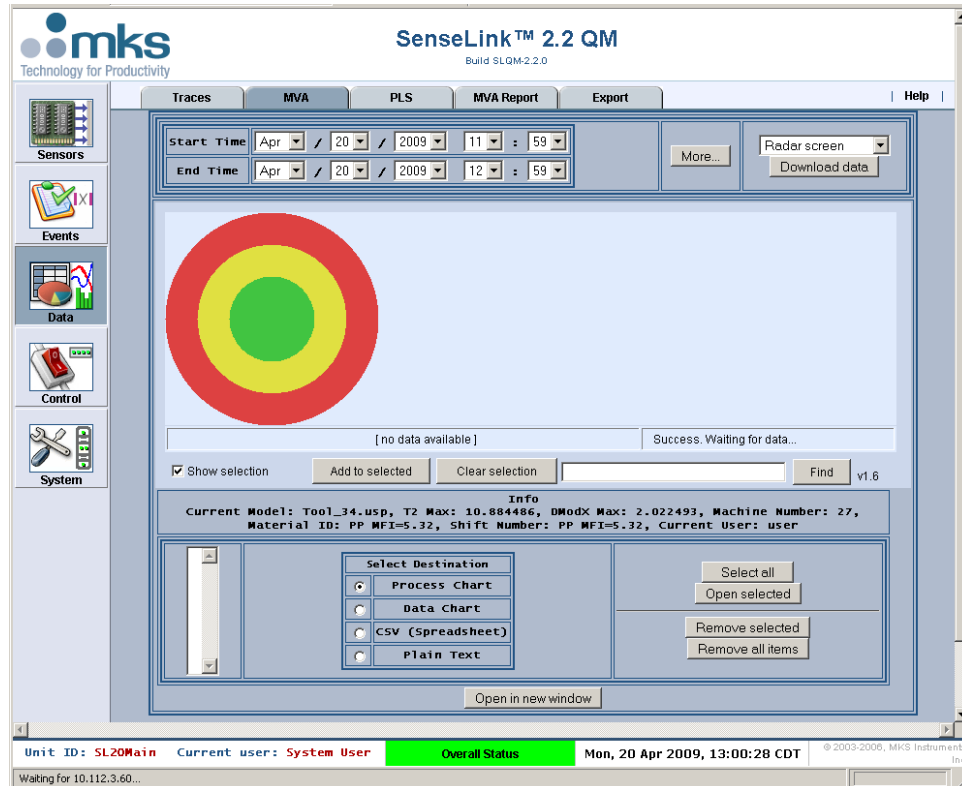 mks
Technology for Productivity
SenseLink™ 2.2 QM
Build SLQM-2.2.0
Traces MVA PLS MVA Report Export | Help |
Sensors
Events
Data
Control
System
Start Time Apr / 20 / 2009 11 : 59
End Time Apr / 20 / 2009 12 : 59
More...
Radar screen
Download data
[ no data available ] Success. Waiting for data...
Show selection Add to selected Clear selection Find v1.6
Info
Current Model: Tool_34.usp, T2 Max: 10.884486, DModX Max: 2.022493, Machine Number: 27,
Material ID: PP MFI=5.32, Shift Number: PP MFI=5.32, Current User: user
Select Destination
Process Chart
Data Chart
CSV (Spreadsheet)
Plain Text
Select all
Open selected
Remove selected
Remove all items
Open in new window
Unit ID: SL20Main Current user: System User Overall Status Mon, 20 Apr 2009, 13:00:28 CDT © 2003-2006, MKS Instrument
In
Waiting for 10.112.3.60...